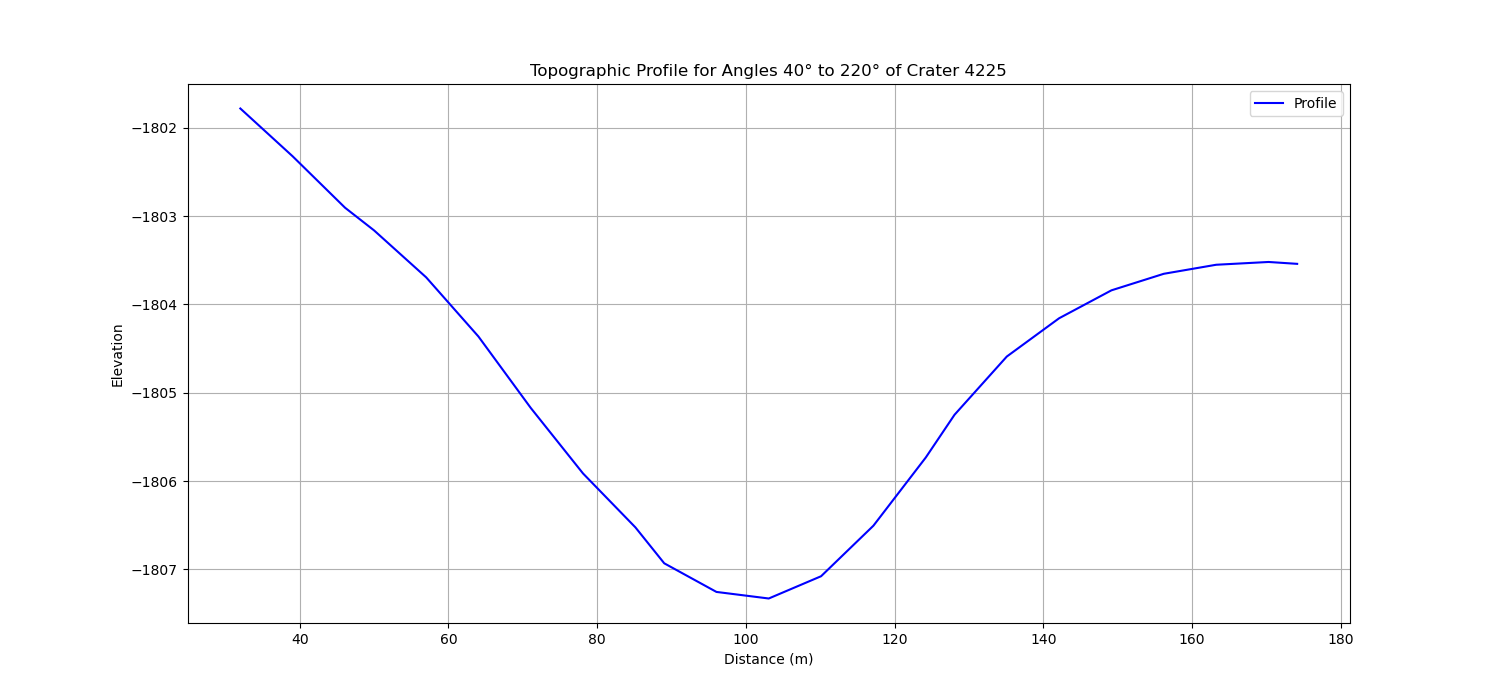 Topographic Profile for Angles 40° to 220° of Crater 4225
Profile
−1802
−1803
−1804
−1805
−1806
−1807
Elevation
40 60 80 100 120 140 160 180
Distance (m)